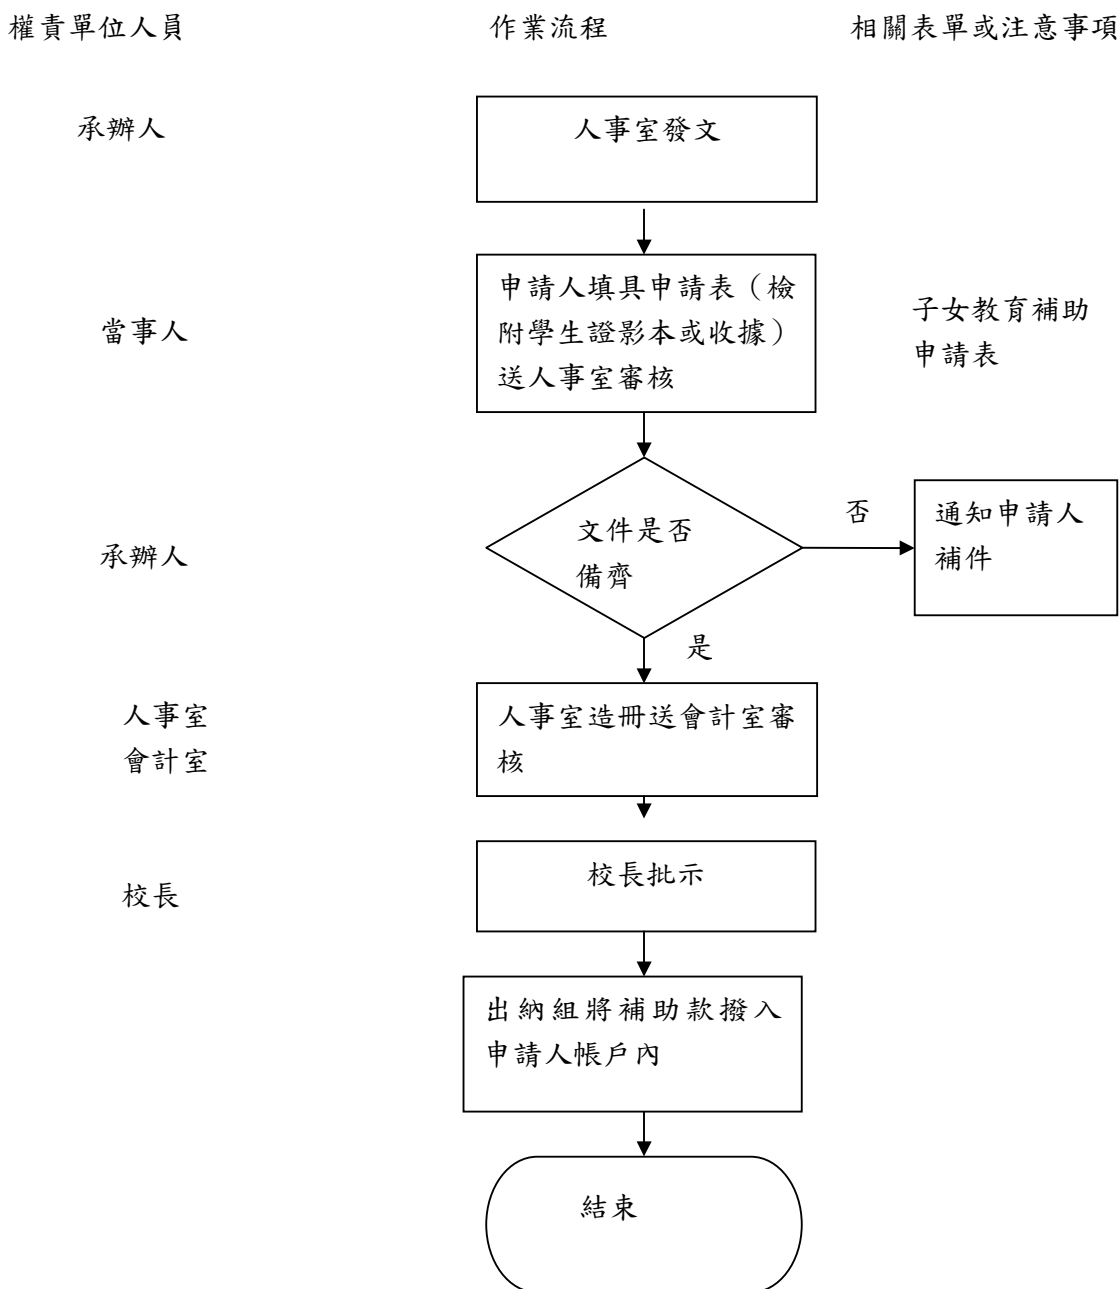 權責單位人員 作業流程 相關表單或注意事項
承辦人
人事室發文
當事人
申請人填具申請表（檢
附學生證影本或收據）
送人事室審核
子女教育補助
申請表
承辦人
文件是否
備齊
否
通知申請人
補件
是
人事室
會計室
人事室造冊送會計室審
核
校長
校長批示
出納組將補助款撥入
申請人帳戶內
結束